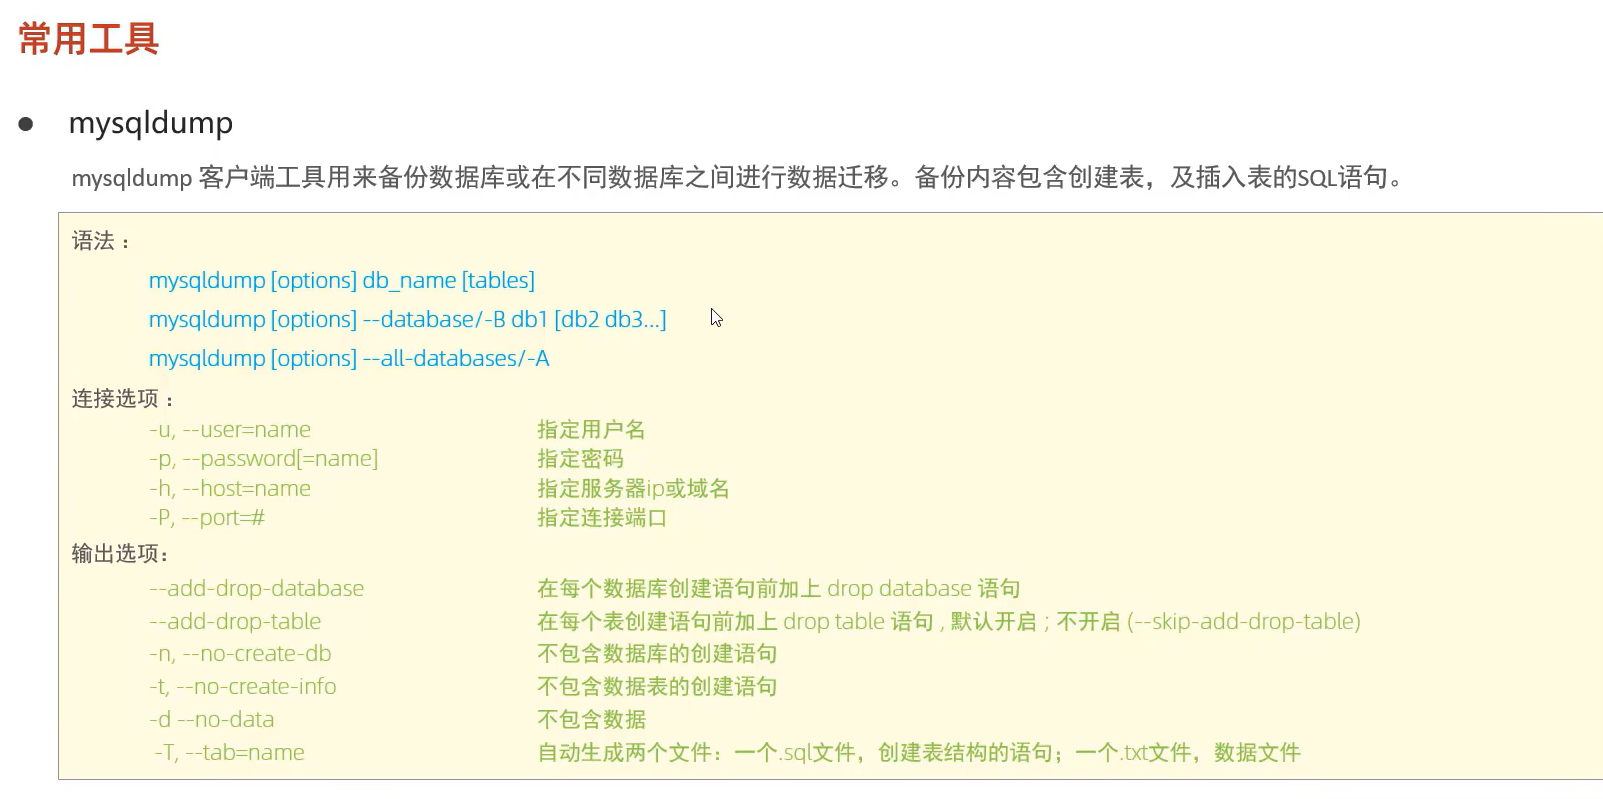 常用工具
● mysqldump
mysqldump 客户端工具用来备份数据库或在不同数据库之间进行数据迁移。备份内容包含创建表，及插入表的SQL语句。
语法：
mysqldump [options] db_name [tables]
mysqldump [options] --database/-B db1 [db2 db3...]
mysqldump [options] --all-databases/-A
连接选项：
-u, --user=name 指定用户名
-p, --password[=name] 指定密码
-h, --host=name 指定服务器ip或域名
-P, --port=# 指定连接端口
输出选项：
--add-drop-database 在每个数据库创建语句前加上 drop database 语句
--add-drop-table 在每个表创建语句前加上 drop table 语句 , 默认开启 ; 不开启 (--skip-add-drop-table)
-n, --no-create-db 不包含数据库的创建语句
-t, --no-create-info 不包含数据表的创建语句
-d --no-data 不包含数据
-T, --tab=name 自动生成两个文件：一个.sql文件，创建表结构的语句；一个.txt文件，数据文件